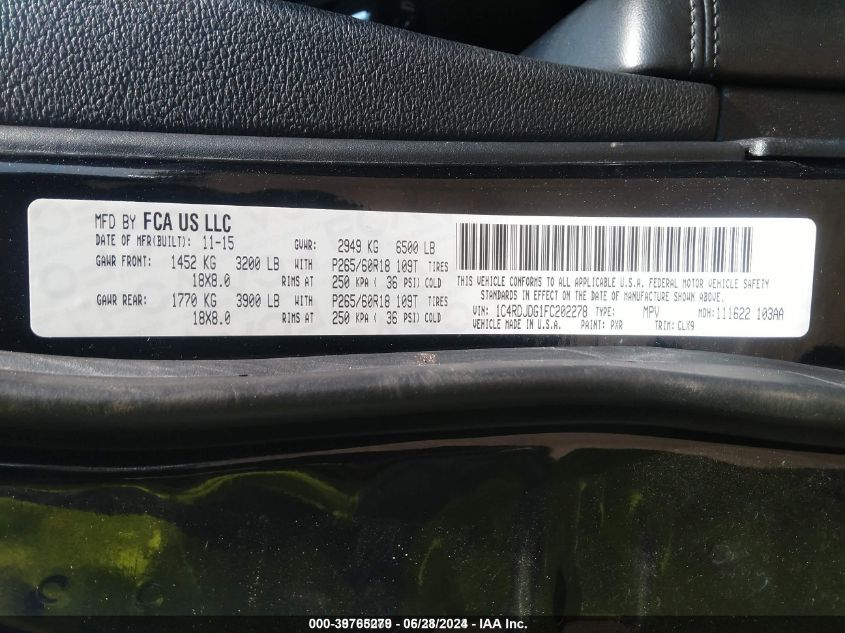 MFD BY FCA US LLC
DATE OF MFR(BUILT): 11-15 GVWR: 2949 KG 6500 LB
GAWR FRONT: 1452 KG 3200 LB WITH P265/60R18 109T TIRES
18X8.0 RIMS AT 250 KPA ( 36 PSI) COLD
GAWR REAR: 1770 KG 3900 LB WITH P265/60R18 109T TIRES
18X8.0 RIMS AT 250 KPA ( 36 PSI) COLD
THIS VEHICLE CONFORMS TO ALL APPLICABLE U.S.A. FEDERAL MOTOR VEHICLE SAFETY
STANDARDS IN EFFECT ON THE DATE OF MANUFACTURE SHOWN ABOVE.
VIN: 1C4RDJDG1FC202278 TYPE: MPV MDH: 111622 103AA
VEHICLE MADE IN U.S.A. PAINT: PXR TRIM: CLX9
000-39765279 - 06/28/2024 - IAA Inc.